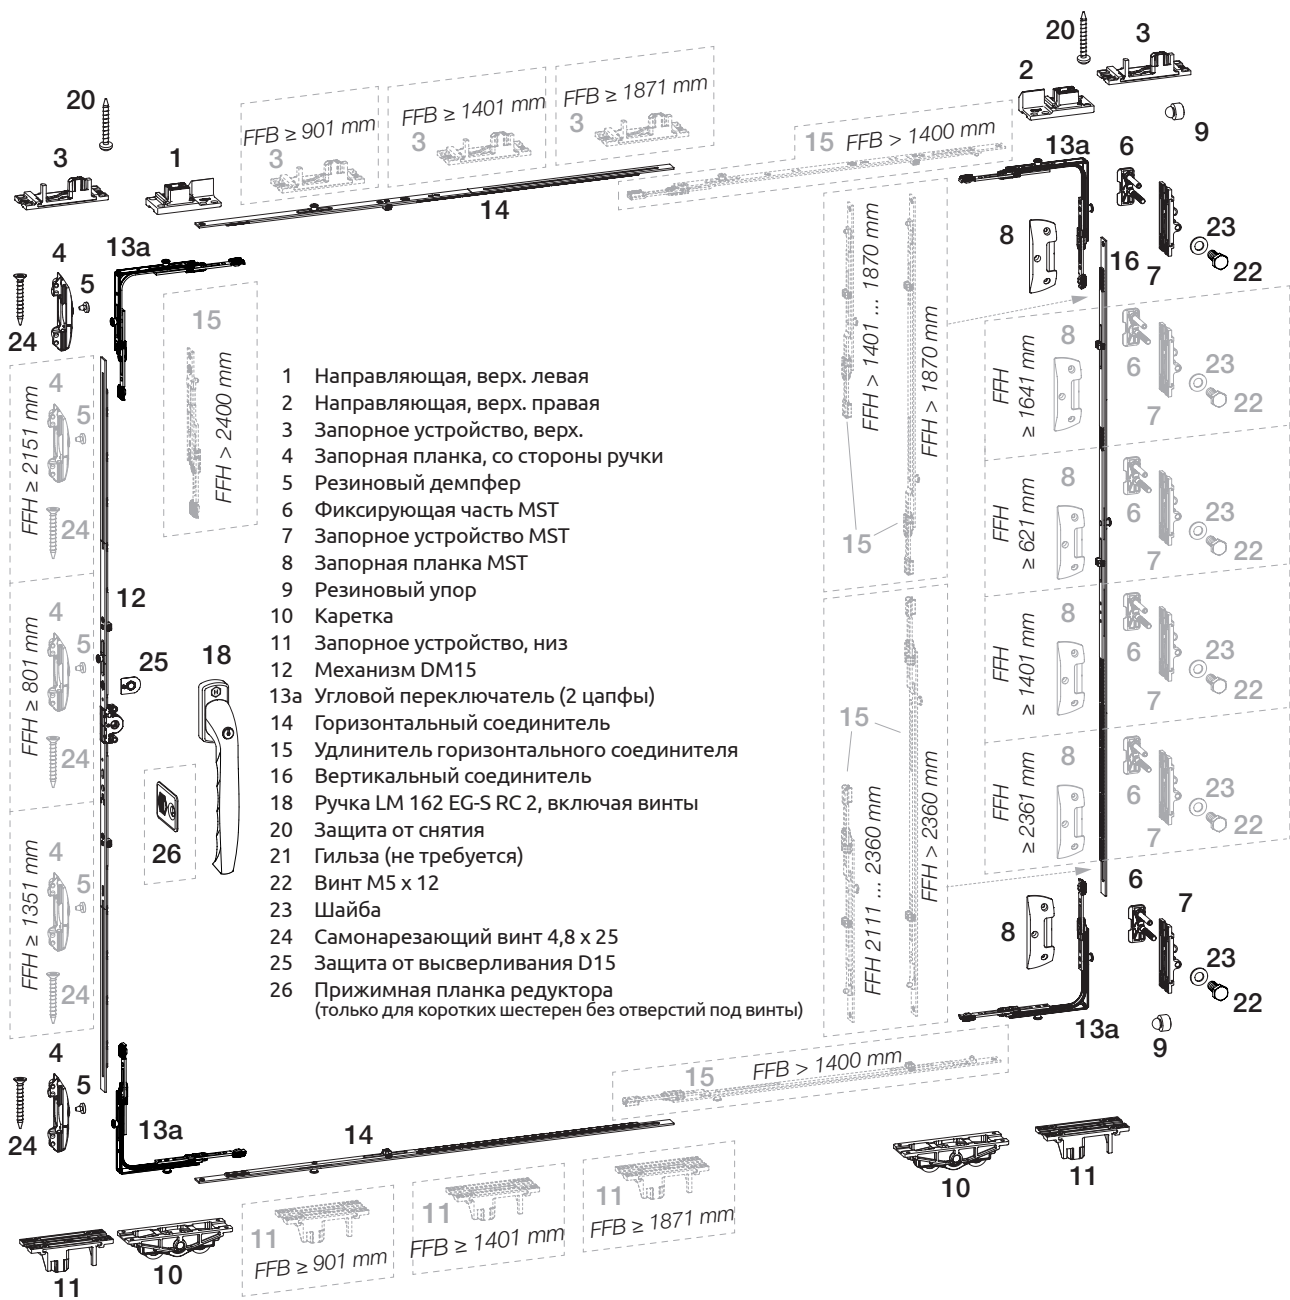 20
3
2
20
FFB ≥ 901 mm
3
FFB ≥ 1401 mm
3
FFB ≥ 1871 mm
3
15
FFB > 1400 mm
9
3
1
14
13a
6
8
7
23
22
16
4
13a
5
24
15
FFH > 2400 mm
FFH > 1401 ... 1870 mm
FFH > 1870 mm
15
FFH ≥ 2151 mm
4
5
24
FFH ≥ 801 mm
4
5
24
FFH ≥ 1351 mm
4
5
24
12
25
18
26
1 Направляющая, верх. левая
2 Направляющая, верх. правая
3 Запорное устройство, верх.
4 Запорная планка, со стороны ручки
5 Резиновый демпфер
6 Фиксирующая часть MST
7 Запорное устройство MST
8 Запорная планка MST
9 Резиновый упор
10 Каретка
11 Запорное устройство, низ
12 Механизм DM15
13a Угловой переключатель (2 цапфы)
14 Горизонтальный соединитель
15 Удлинитель горизонтального соединителя
16 Вертикальный соединитель
18 Ручка LM 162 EG-S RC 2, включая винты
20 Защита от снятия
21 Гильза (не требуется)
22 Винт M5 x 12
23 Шайба
24 Самонарезающий винт 4,8 x 25
25 Защита от высверливания D15
26 Прижимная планка редуктора
(только для коротких шестерен без отверстий под винты)
FFH
≥ 1641 mm
8
6
7
23
22
FFH
≥ 621 mm
8
6
7
23
22
FFH
≥ 1401 mm
8
6
7
23
22
FFH
≥ 2361 mm
8
6
7
23
22
15
FFH 2111 ... 2360 mm
FFH > 2360 mm
8
6
7
23
22
13a
9
4
5
24
13a
14
15
FFB > 1400 mm
11
FFB ≥ 901 mm
11
FFB ≥ 1401 mm
11
FFB ≥ 1871 mm
10
11
11
10